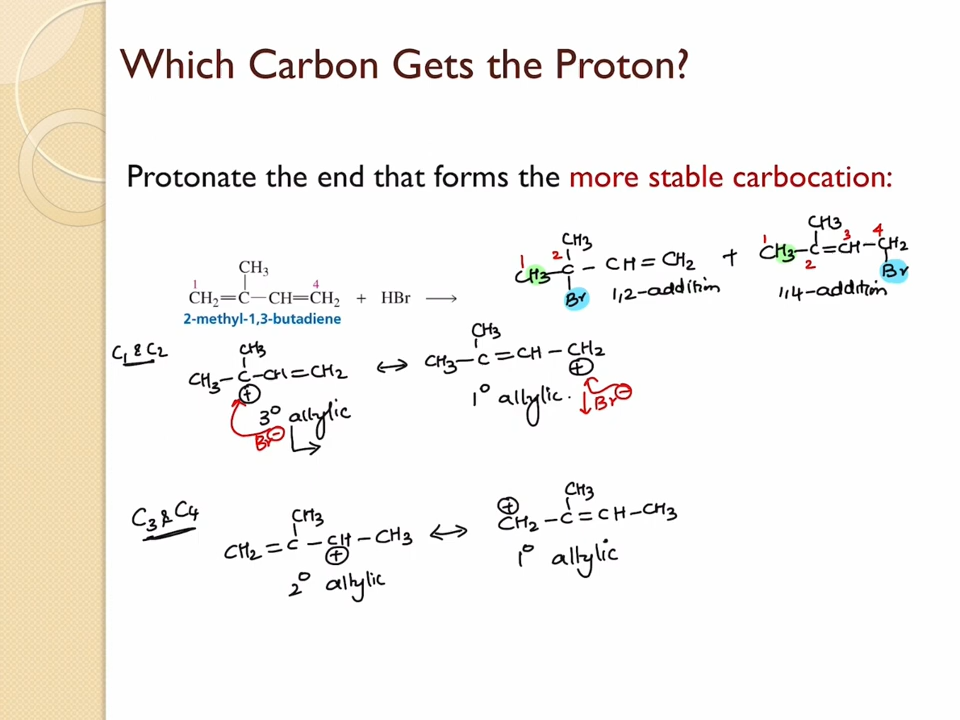 Which Carbon Gets the Proton?
Protonate the end that forms the more stable carbocation:
CH3
1 4
CH2=C—CH=CH2 + HBr ⟶
2-methyl-1,3-butadiene
CH3
1 2
CH3—C—CH=CH2
Br
1,2-addition
+
CH3
1 3 4
CH3—C=CH—CH2
2
Br
1,4-addition
C1 & C2
CH3
CH3—C—CH=CH2
⊕
3° allylic
Br⊖
↔
CH3
CH3—C=CH—CH2
⊕
1° allylic.
Br⊖
C3 & C4
CH3
CH2=C—CH—CH3
⊕
2° allylic
↔
CH3
⊕
CH2—C=CH—CH3
1° allylic